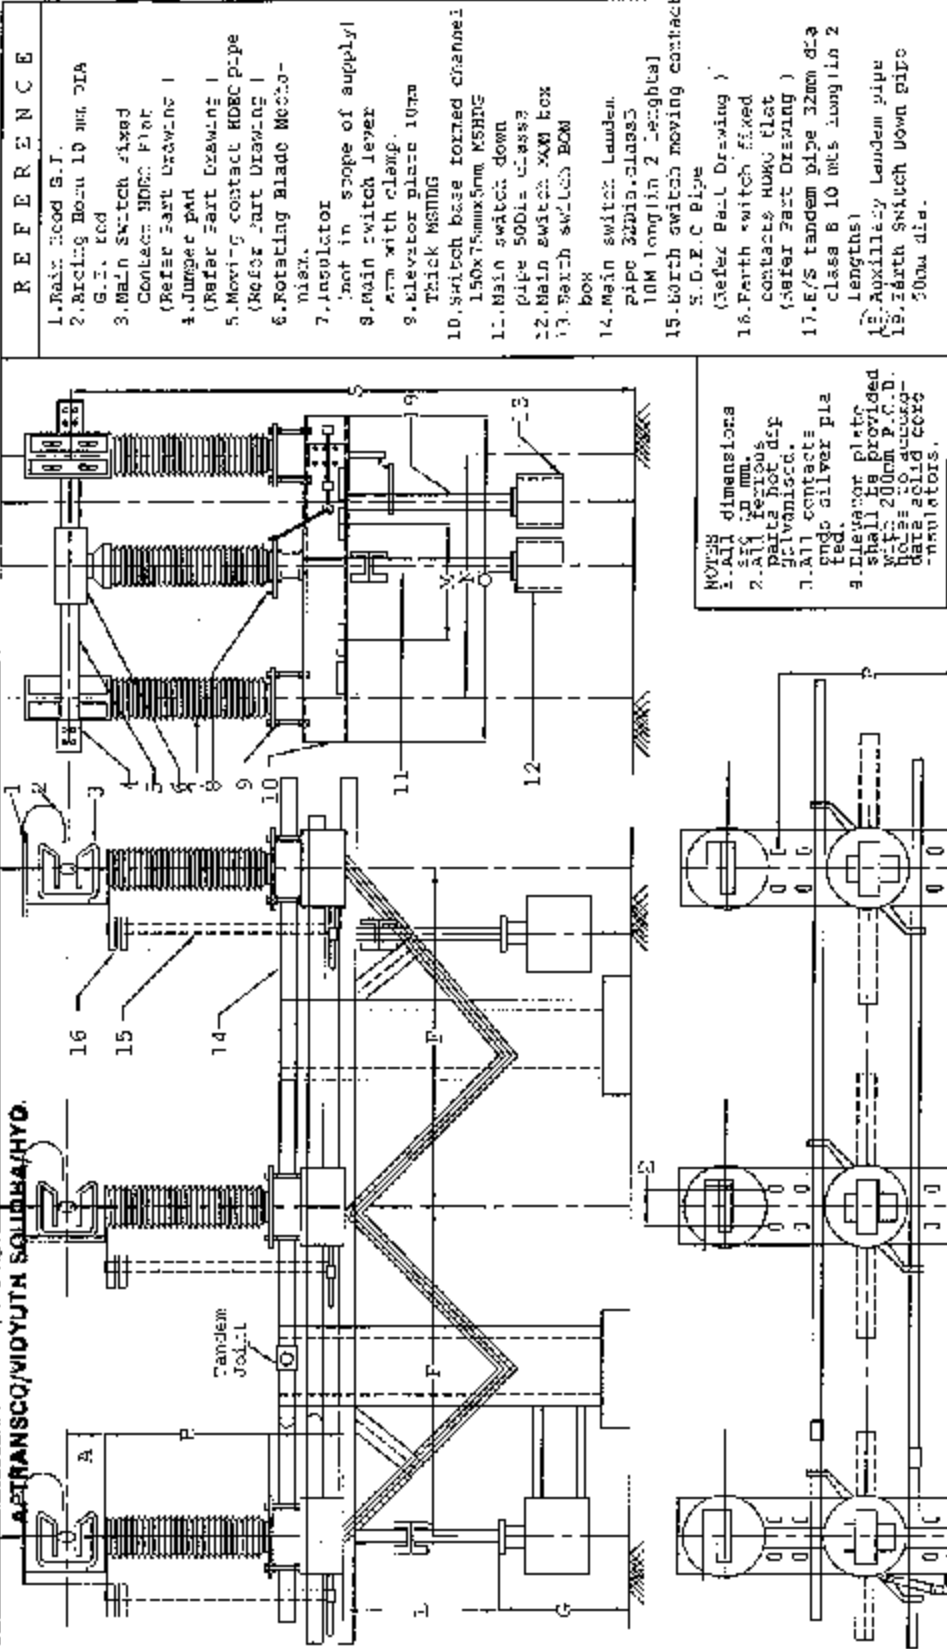 APTRANSCO/VIDYUTH SOUDHA/HYD.
REFERENCE
1.Rain Hood G.I.
2.Arcing Horn 10 mm DIA
G.I. rod
3.Main Switch fixed
Contact HDEC Flat
(Refer Part Drawing )
4.Jumper pad
(Refer Part Drawing )
5.Moving contact HDEC pipe
(Refer Part Drawing )
6.Rotating Blade Mecha-
nism.
7.Insulator
(not in scope of supply)
8.Main switch lever
Arm with clamp.
9.Elevator plate 10mm
Thick MSHDG
10.Switch base formed channel
150x75mmx5mm MSHDG
11.Main switch down
pipe 50Dia class
12.Main switch BOM box
13.Earth switch BOM
box
14.Main switch tandem
pipe 32Dia.class
10M long(in 2 lenghts)
15.Earth switch moving contact
H.D.E.C Pipe
(Refer Part Drawing )
16.Earth switch fixed
contacts HDEC flat
(Refer Part Drawing )
17.E/S tandem pipe 32mm dia
class B 10 mts long(in 2
lengths)
18.Auxillary tandem pipe
19.Earth Switch Down pipe
50mm dia.
1
2
3
16
15
14
Tandem
Joint
A
F
F
G
5
8
9
10
11
12
13
19
NOTES
1.All dimensions
are in mm.
2.All ferrous
parts hot dip
galvanised.
3.All contacts
ends silver pla
ted.
4.Elevator plate
shall be provided
with 200mm P.C.D.
holes to accomo-
date solid core
insulators.